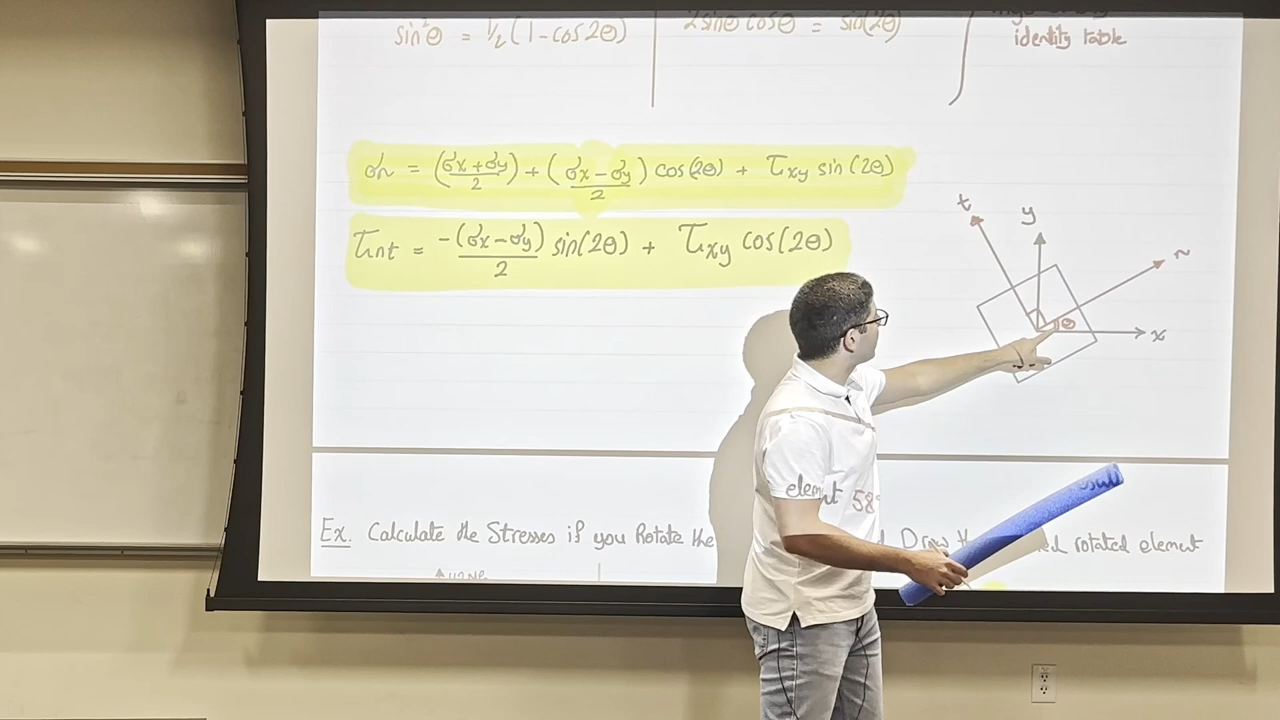 sin²θ = 1/2 (1 - cos2θ)
2sinθ cosθ = sin(2θ)
identity table
σn = (σx + σy / 2) + (σx - σy / 2) cos(2θ) + τxy sin(2θ)
τnt = -(σx - σy) / 2 sin(2θ) + τxy cos(2θ)
t
y
n
θ
x
element 58°
Ex. Calculate the Stresses if you Rotate the
rotated element